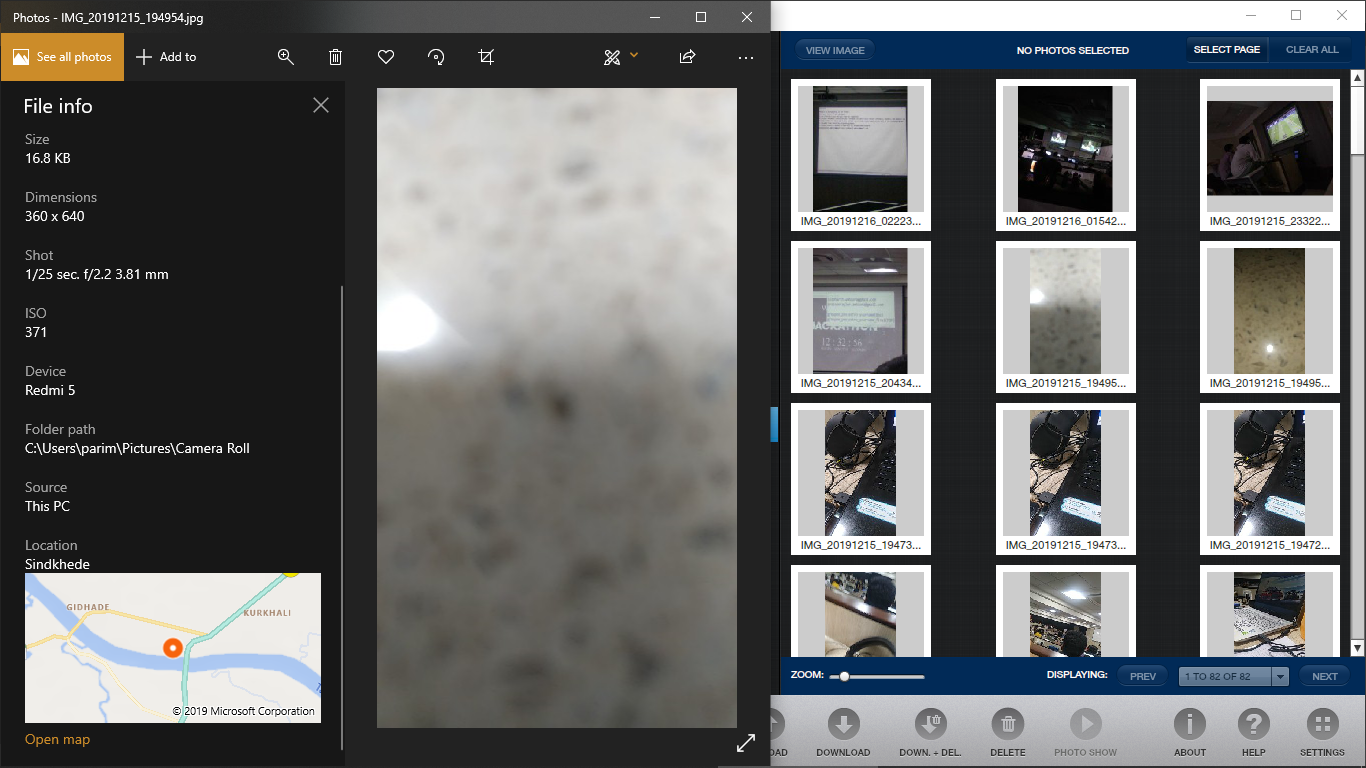 Photos - IMG_20191215_194954.jpg
See all photos
Add to
File info
Size
16.8 KB
Dimensions
360 x 640
Shot
1/25 sec. f/2.2 3.81 mm
ISO
371
Device
Redmi 5
Folder path
C:\Users\parim\Pictures\Camera Roll
Source
This PC
Location
Sindkhede
GIDHADE
KURKHALI
© 2019 Microsoft Corporation
Open map
VIEW IMAGE
NO PHOTOS SELECTED
SELECT PAGE
CLEAR ALL
IMG_20191216_02223...
IMG_20191216_01542...
IMG_20191215_23322...
HACKATHON
12:32:56
IMG_20191215_20434...
IMG_20191215_19495...
IMG_20191215_19495...
IMG_20191215_19473...
IMG_20191215_19473...
IMG_20191215_19472...
ZOOM:
DISPLAYING:
PREV
1 TO 82 OF 82
NEXT
OAD
DOWNLOAD
DOWN. + DEL.
DELETE
PHOTO SHOW
ABOUT
HELP
SETTINGS